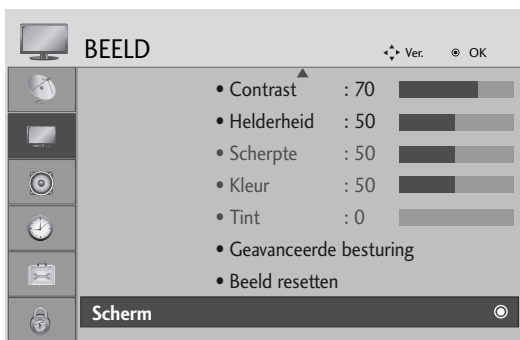 BEELD
Ver. OK
• Contrast : 70
• Helderheid : 50
• Scherpte : 50
• Kleur : 50
• Tint : 0
• Geavanceerde besturing
• Beeld resetten
Scherm